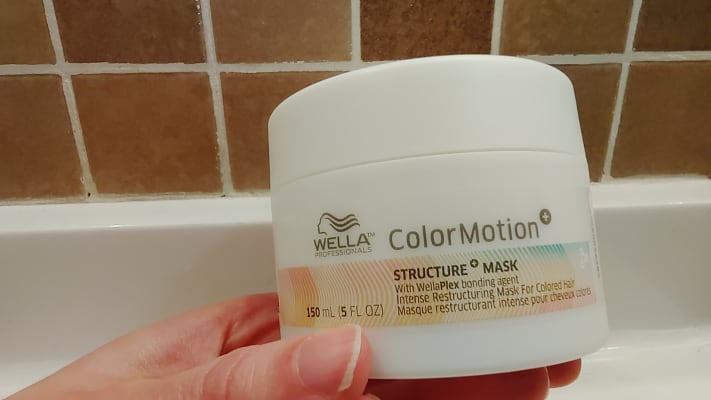 WELLA™
PROFESSIONALS
ColorMotion+
STRUCTURE+ MASK
With WellaPlex bonding agent
Intense Restructuring Mask For Colored Hair
Masque restructurant intense pour cheveux colorés
150 mL (5 FL OZ)